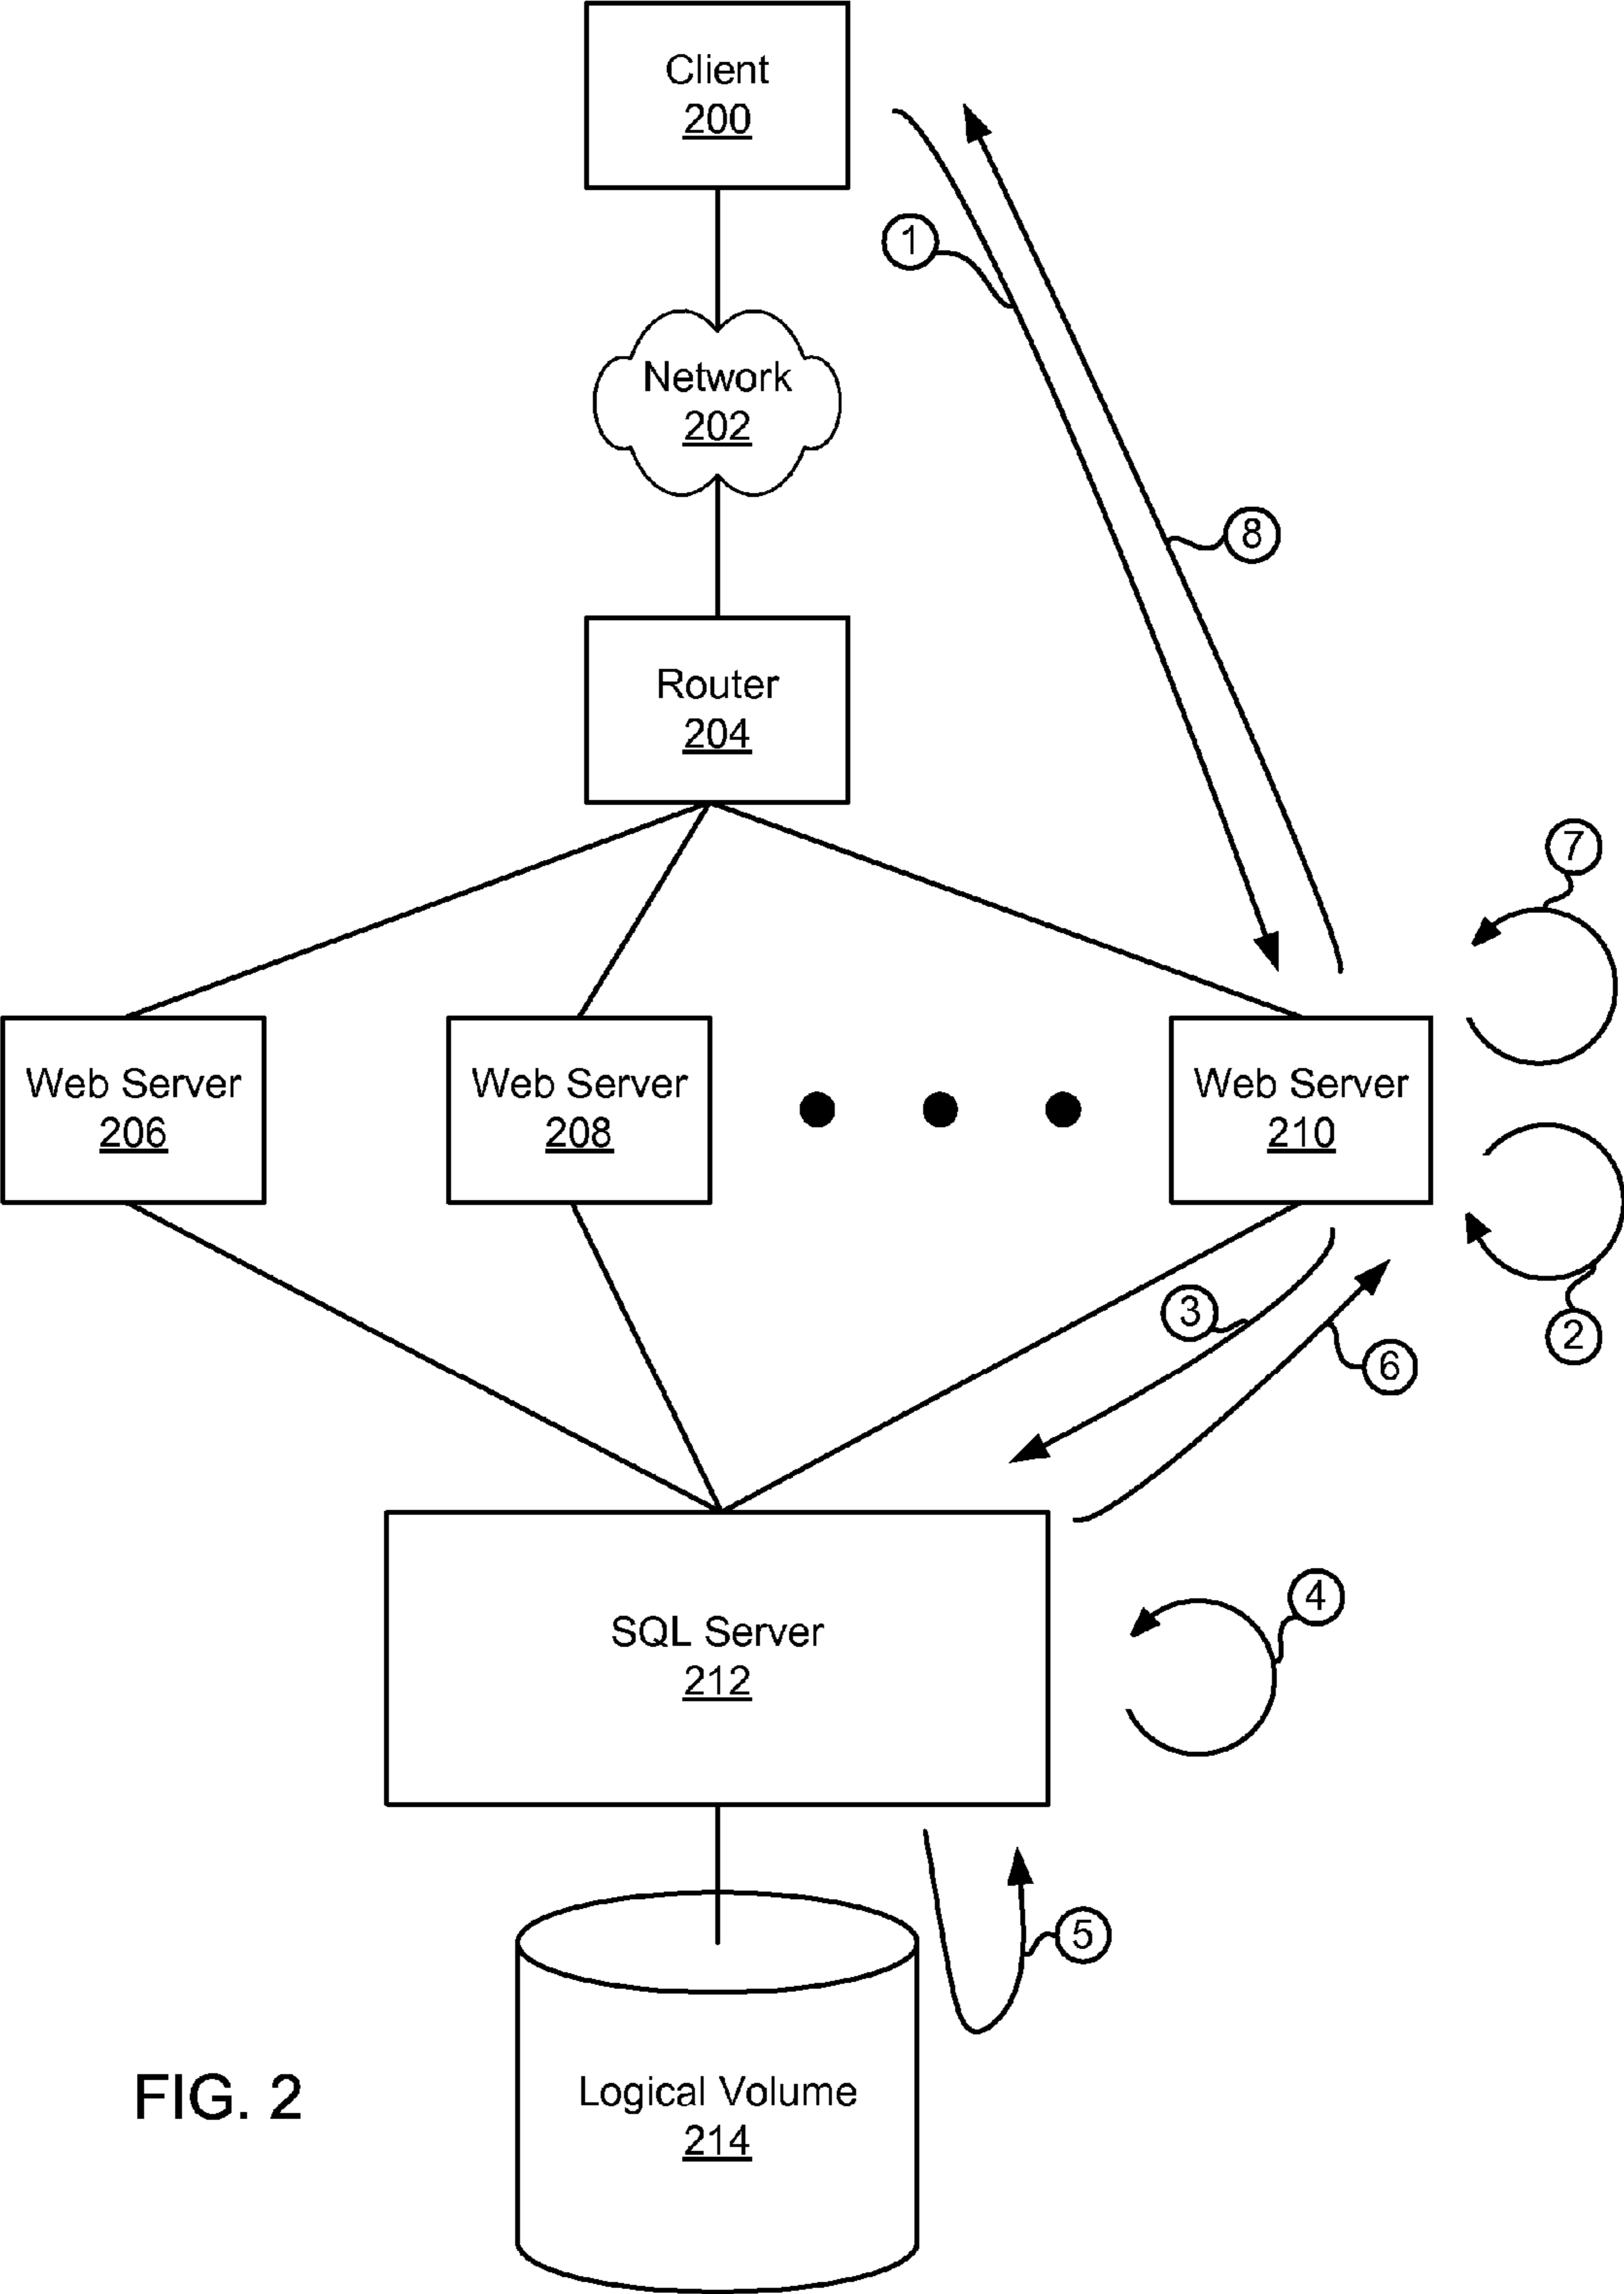 Client
200
1
Network
202
8
Router
204
7
Web Server
206
Web Server
208
Web Server
210
3
2
6
4
SQL Server
212
5
Logical Volume
214
FIG. 2